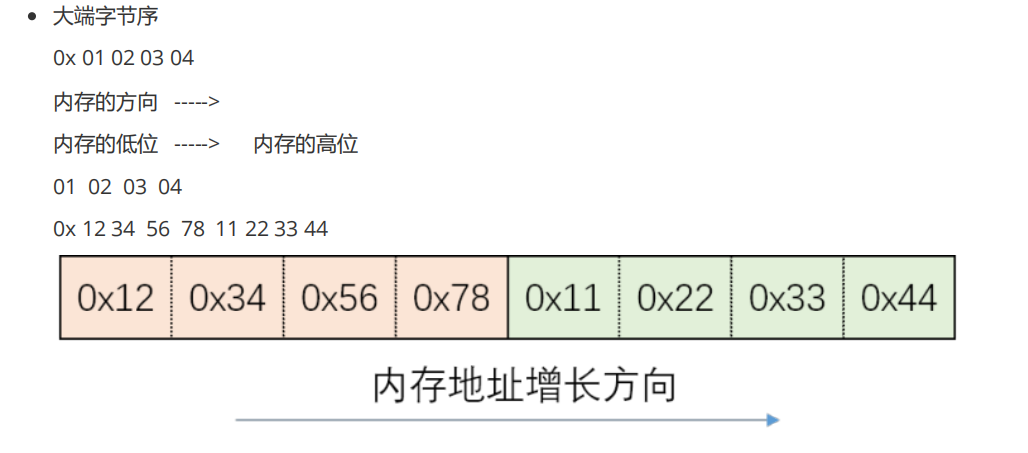 大端字节序
0x 01 02 03 04
内存的方向 ----->
内存的低位 -----> 内存的高位
01 02 03 04
0x 12 34 56 78 11 22 33 44
0x12 0x34 0x56 0x78 0x11 0x22 0x33 0x44
内存地址增长方向